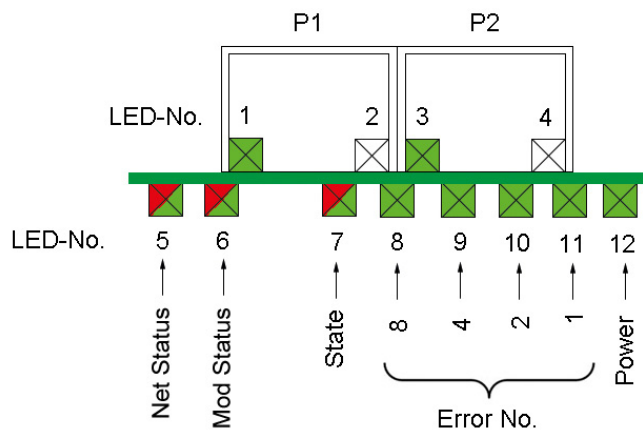 P1 P2
LED-No. 1 2 3 4
LED-No. 5 6 7 8 9 10 11 12
Net Status Mod Status State 8 4 2 1 Power
Error No.